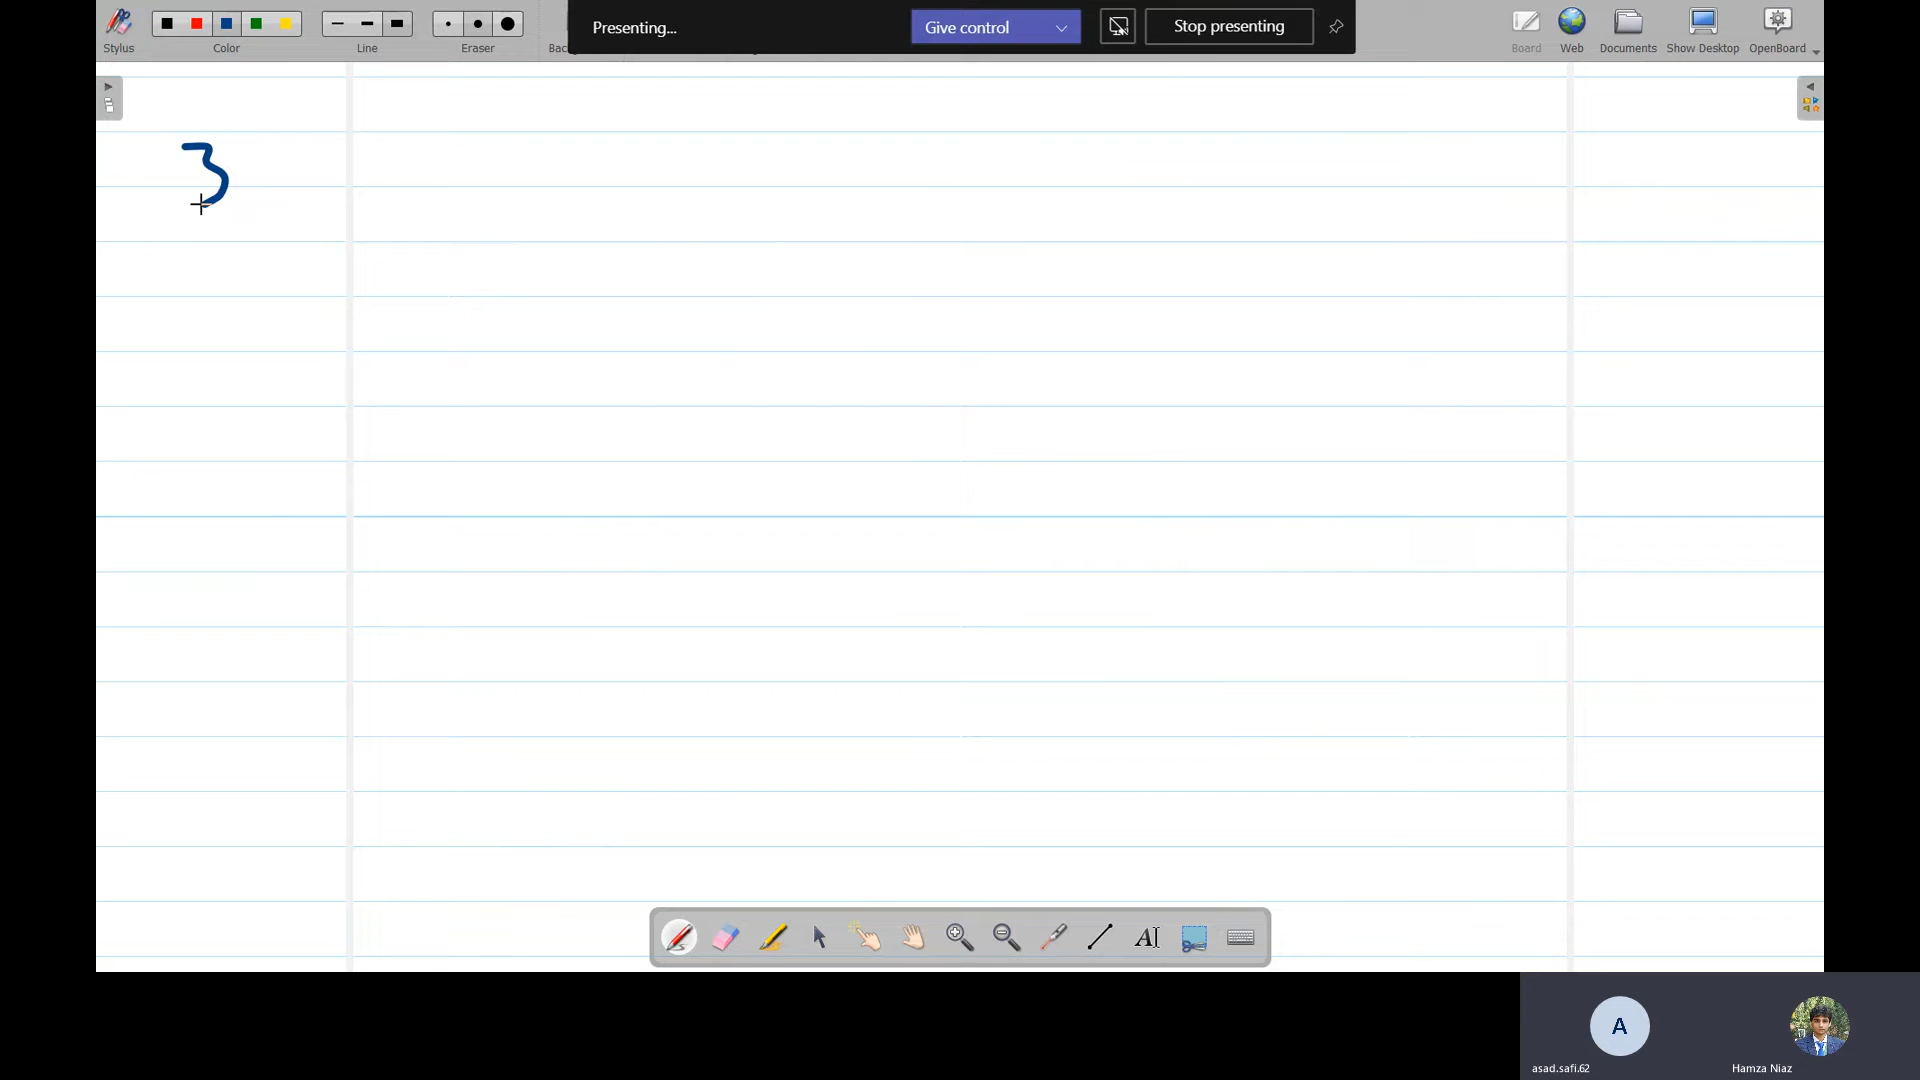 Presenting...
Give control
Stop presenting
Stylus
Color
Line
Eraser
Board
Web
Documents
Show Desktop
OpenBoard
3
A
asad.safi.62
Hamza Niaz